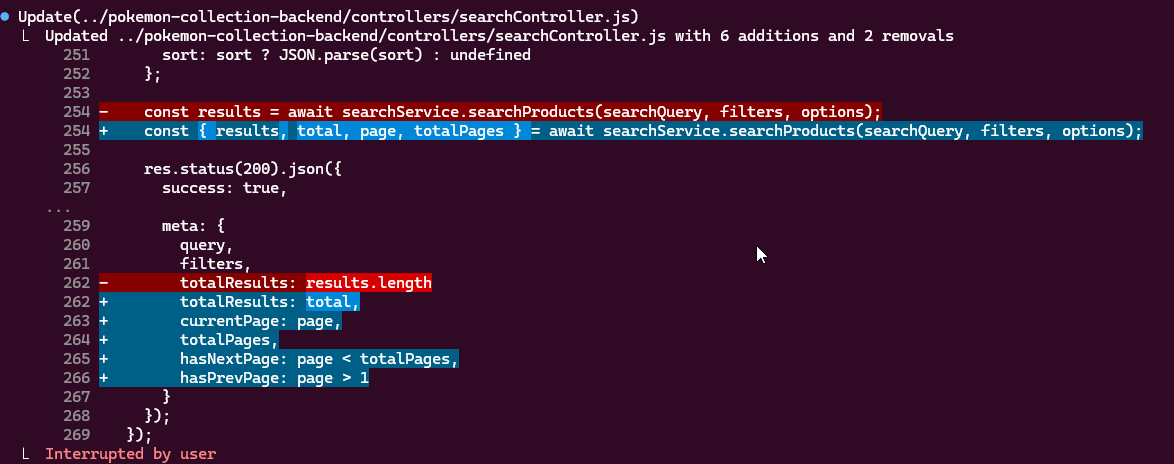 ● Update(../pokemon-collection-backend/controllers/searchController.js)
└ Updated ../pokemon-collection-backend/controllers/searchController.js with 6 additions and 2 removals
251 sort: sort ? JSON.parse(sort) : undefined
252 };
253
254 - const results = await searchService.searchProducts(searchQuery, filters, options);
254 + const { results, total, page, totalPages } = await searchService.searchProducts(searchQuery, filters, options);
255
256 res.status(200).json({
257 success: true,
...
259 meta: {
260 query,
261 filters,
262 - totalResults: results.length
262 + totalResults: total,
263 + currentPage: page,
264 + totalPages,
265 + hasNextPage: page < totalPages,
266 + hasPrevPage: page > 1
267 }
268 });
269 });
└ Interrupted by user